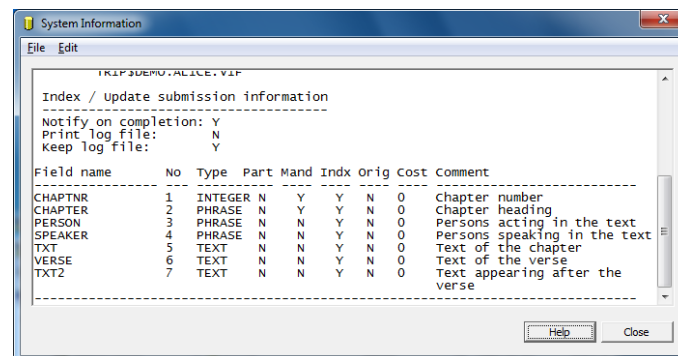 System Information
File Edit
TRIP$DEMO.ALICE.VIF
Index / Update submission information
-------------------------------------
Notify on completion: Y
Print log file: N
Keep log file: Y
Field name No Type Part Mand Indx Orig Cost Comment
CHAPTNR 1 INTEGER N Y Y N 0 Chapter number
CHAPTER 2 PHRASE N Y Y N 0 Chapter heading
PERSON 3 PHRASE N N Y N 0 Persons acting in the text
SPEAKER 4 PHRASE N N Y N 0 Persons speaking in the text
TXT 5 TEXT N N Y N 0 Text of the chapter
VERSE 6 TEXT N N Y N 0 Text of the verse
TXT2 7 TEXT N N Y N 0 Text appearing after the
verse
Help Close